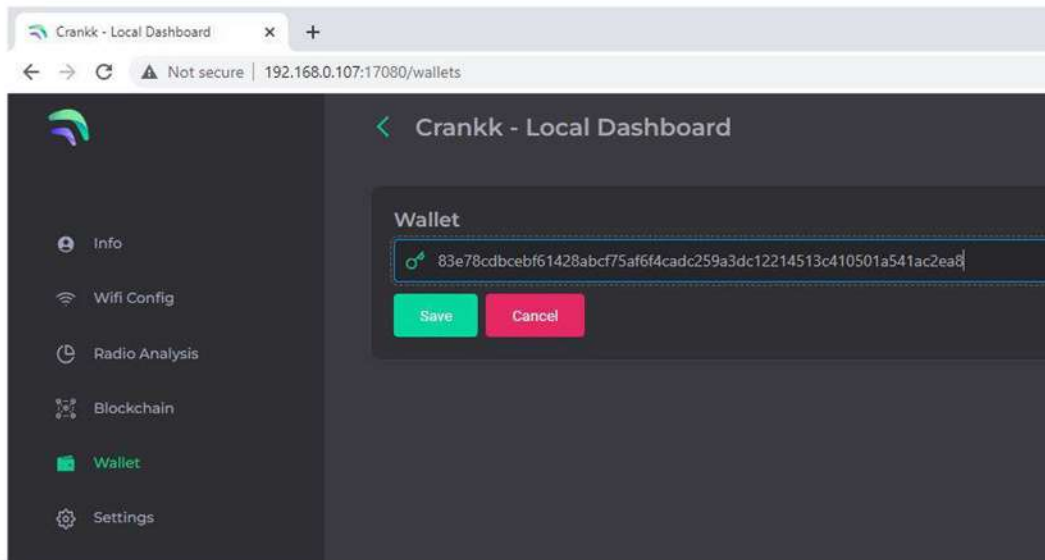 Crankk - Local Dashboard
Not secure | 192.168.0.107:17080/wallets
Crankk - Local Dashboard
Wallet
83e78cdbcebf61428abcf75af6f4cadc259a3dc12214513c410501a541ac2ea8
Save Cancel
Info
Wifi Config
Radio Analysis
Blockchain
Wallet
Settings